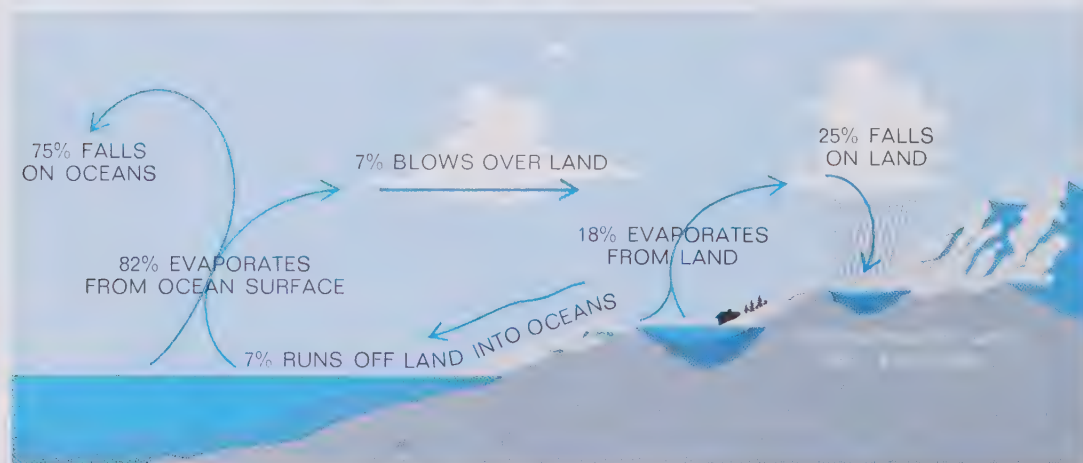 75% FALLS
ON OCEANS
7% BLOWS OVER LAND
25% FALLS
ON LAND
82% EVAPORATES
FROM OCEAN SURFACE
18% EVAPORATES
FROM LAND
7% RUNS OFF LAND INTO OCEANS